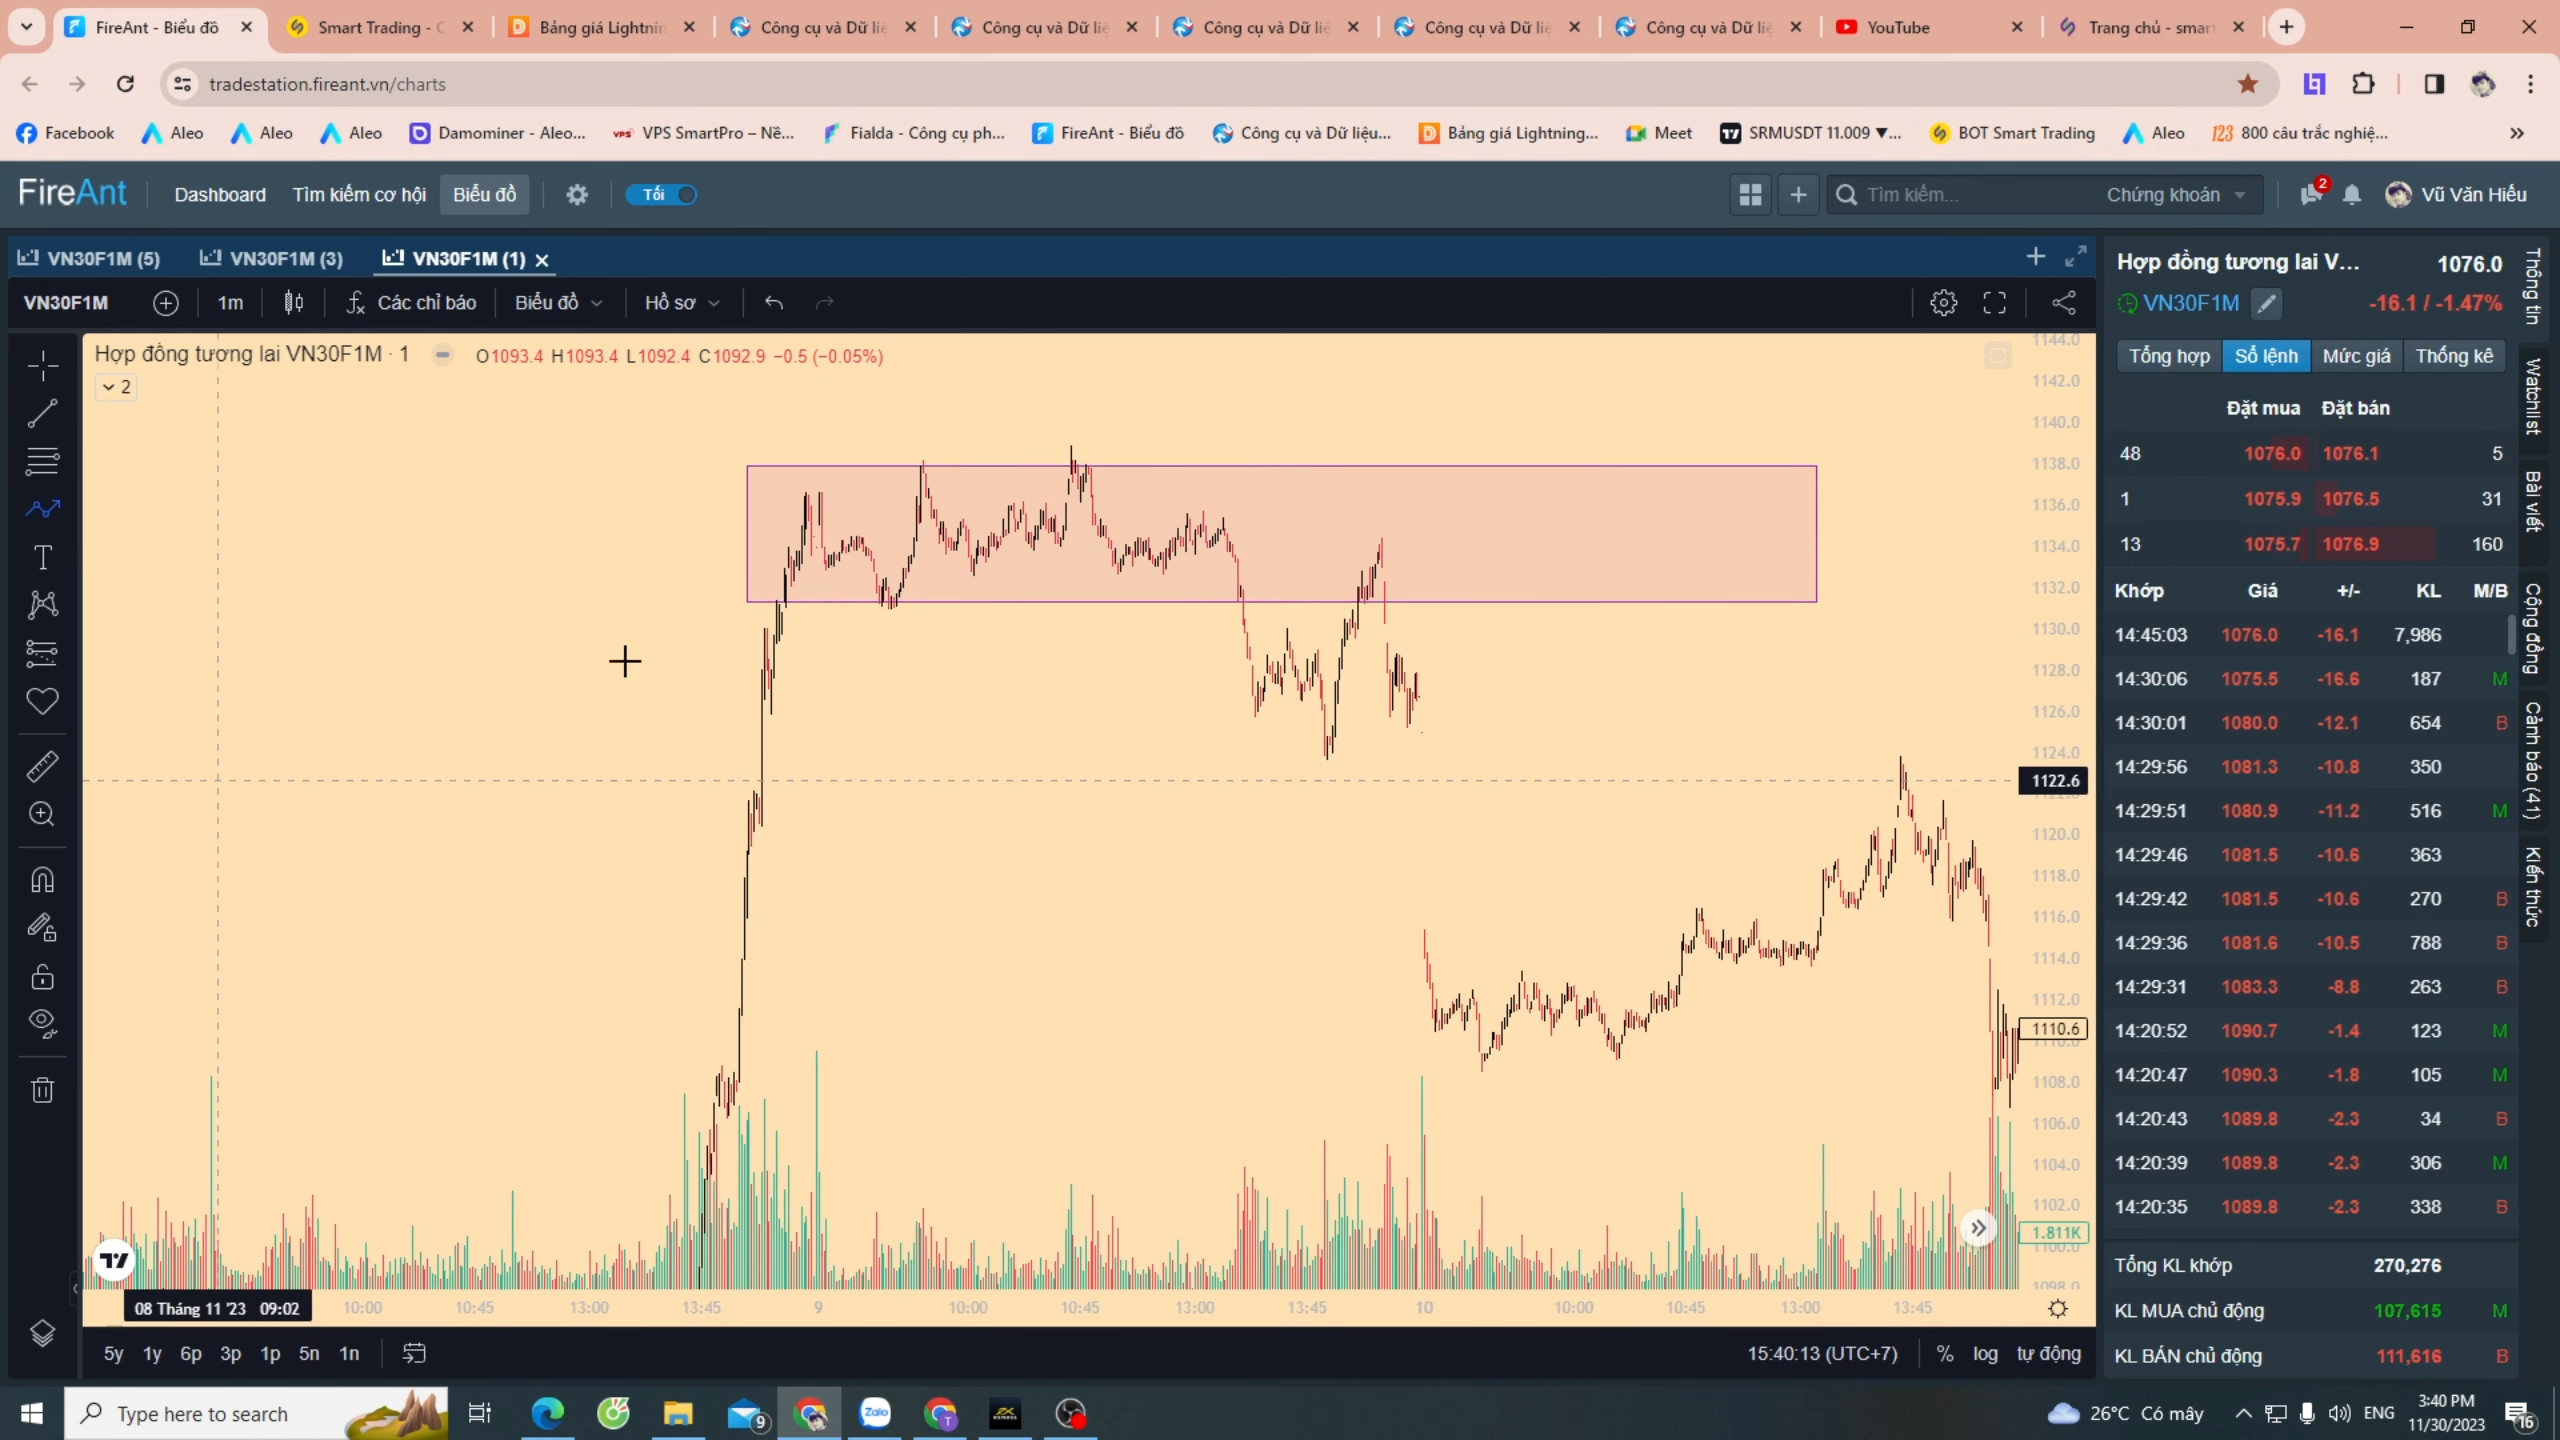 FireAnt - Biểu đồ
Smart Trading - C
Bảng giá Lightnin
Công cụ và Dữ liệ
Công cụ và Dữ liệ
Công cụ và Dữ liệ
Công cụ và Dữ liệ
Công cụ và Dữ liệ
YouTube
Trang chủ - smar
tradestation.fireant.vn/charts
Facebook
Aleo
Aleo
Aleo
Damominer - Aleo...
VPS SmartPro – Nề...
Fialda - Công cụ ph...
FireAnt - Biểu đồ
Công cụ và Dữ liệu...
Bảng giá Lightning...
Meet
SRMUSDT 11.009 ▼...
BOT Smart Trading
Aleo
123 800 câu trắc nghiệ...
FireAnt
Dashboard
Tìm kiếm cơ hội
Biểu đồ
Tối
Tìm kiếm...
Chứng khoán
2
Vũ Văn Hiếu
VN30F1M (5)
VN30F1M (3)
VN30F1M (1)
VN30F1M
1m
Các chỉ báo
Biểu đồ
Hồ sơ
Hợp đồng tương lai VN30F1M · 1
O1093.4 H1093.4 L1092.4 C1092.9 −0.5 (−0.05%)
2
1144.0
1142.0
1140.0
1138.0
1136.0
1134.0
1132.0
1130.0
1128.0
1126.0
1124.0
1122.6
1120.0
1118.0
1116.0
1114.0
1112.0
1110.6
1108.0
1106.0
1104.0
1102.0
1.811K
1100.0
1098.0
08 Tháng 11 '23 09:02
10:00
10:45
13:00
13:45
9
10:00
10:45
13:00
13:45
10
10:00
10:45
13:00
13:45
5y 1y 6p 3p 1p 5n 1n
15:40:13 (UTC+7)
% log tự động
Hợp đồng tương lai V... 1076.0
VN30F1M -16.1 / -1.47%
Tổng hợp Sổ lệnh Mức giá Thống kê
Đặt mua Đặt bán
48 1076.0 1076.1 5
1 1075.9 1076.5 31
13 1075.7 1076.9 160
Khớp Giá +/- KL M/B
14:45:03 1076.0 -16.1 7,986
14:30:06 1075.5 -16.6 187 M
14:30:01 1080.0 -12.1 654 B
14:29:56 1081.3 -10.8 350
14:29:51 1080.9 -11.2 516 M
14:29:46 1081.5 -10.6 363
14:29:42 1081.5 -10.6 270 B
14:29:36 1081.6 -10.5 788 B
14:29:31 1083.3 -8.8 263 B
14:20:52 1090.7 -1.4 123 M
14:20:47 1090.3 -1.8 105 M
14:20:43 1089.8 -2.3 34 B
14:20:39 1089.8 -2.3 306 M
14:20:35 1089.8 -2.3 338 B
Tổng KL khớp 270,276
KL MUA chủ động 107,615 M
KL BÁN chủ động 111,616 B
Thông tin
Watchlist
Bài viết
Cộng đồng
Cảnh báo (41)
Kiến thức
Type here to search
9
Zalo
T
26°C Có mây
ENG
3:40 PM
11/30/2023
16